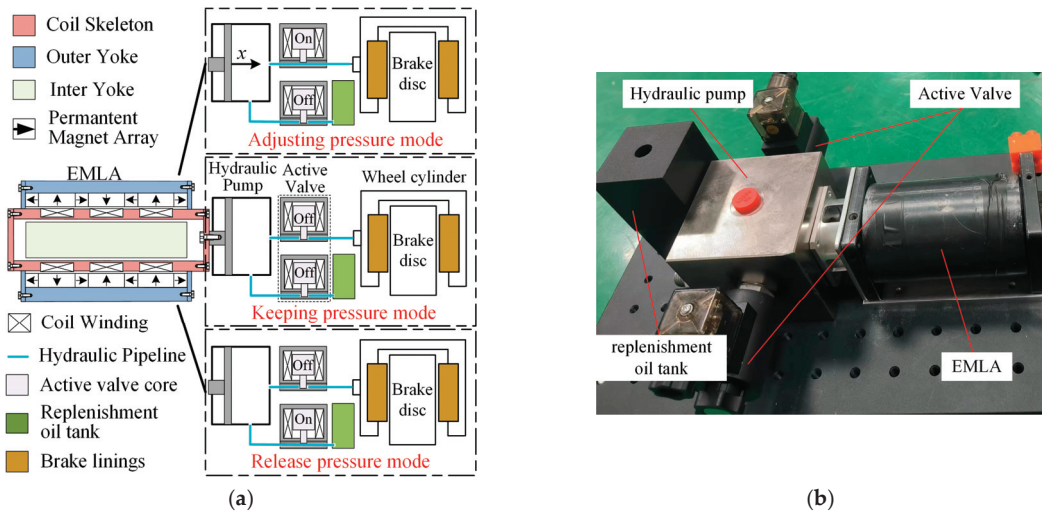 Coil Skeleton
Outer Yoke
Inter Yoke
Permantent
Magnet Array
EMLA
Coil Winding
Hydraulic Pipeline
Active valve core
Replenishment
oil tank
Brake linings
x
On
Off
Brake
disc
Adjusting pressure mode
Hydraulic
Pump
Active
Valve
Wheel cylinder
Off
Off
Brake
disc
Keeping pressure mode
Off
On
Brake
disc
Release pressure mode
(a)
Hydraulic pump
Active Valve
replenishment
oil tank
EMLA
(b)